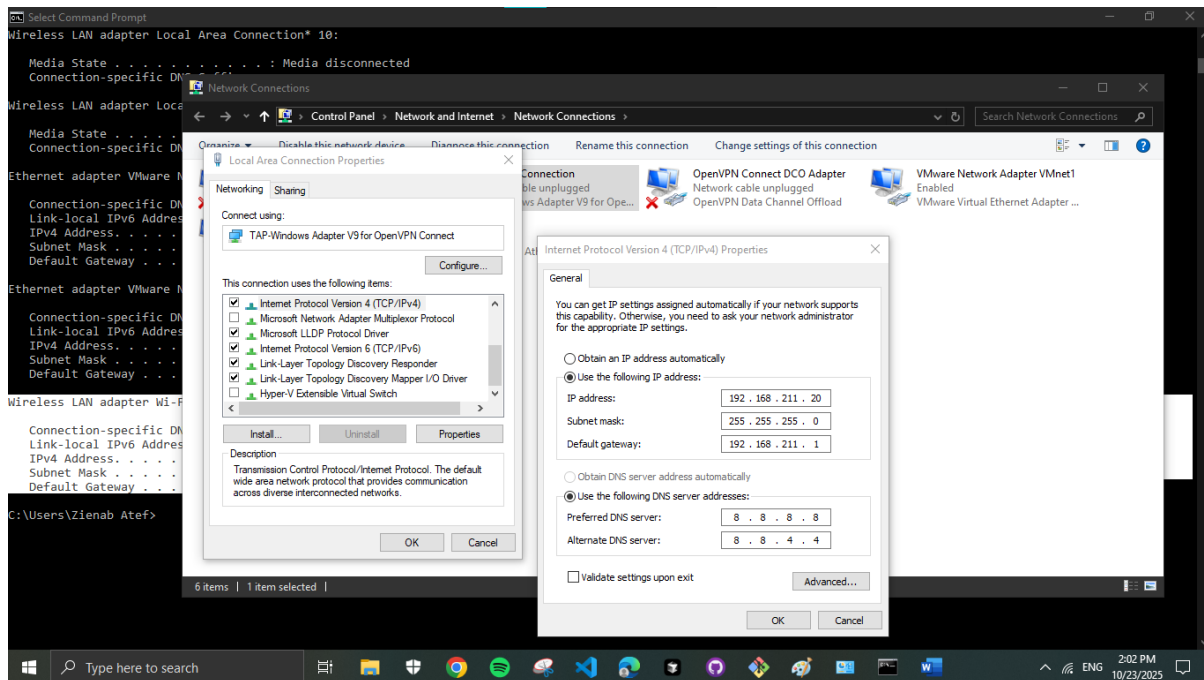 Select Command Prompt
Wireless LAN adapter Local Area Connection* 10:
Media State . . . . . . . . . . . : Media disconnected
Connection-specific DN
Wireless LAN adapter Loca
Media State . . . . .
Connection-specific DN
Ethernet adapter VMware N
Connection-specific DN
Link-local IPv6 Addres
IPv4 Address. . . . .
Subnet Mask . . . . .
Default Gateway . . .
Ethernet adapter VMware N
Connection-specific DN
Link-local IPv6 Addres
IPv4 Address. . . . .
Subnet Mask . . . . .
Default Gateway . . .
Wireless LAN adapter Wi-F
Connection-specific DN
Link-local IPv6 Addres
IPv4 Address. . . . .
Subnet Mask . . . . .
Default Gateway . . .
C:\Users\Zienab Atef>
Network Connections
Control Panel > Network and Internet > Network Connections >
Search Network Connections
Organize Disable this network device Diagnose this connection Rename this connection Change settings of this connection
Connection
ble unplugged
ws Adapter V9 for Ope...
OpenVPN Connect DCO Adapter
Network cable unplugged
OpenVPN Data Channel Offload
VMware Network Adapter VMnet1
Enabled
VMware Virtual Ethernet Adapter ...
6 items 1 item selected
Local Area Connection Properties
Networking Sharing
Connect using:
TAP-Windows Adapter V9 for OpenVPN Connect
Configure...
This connection uses the following items:
Internet Protocol Version 4 (TCP/IPv4)
Microsoft Network Adapter Multiplexor Protocol
Microsoft LLDP Protocol Driver
Internet Protocol Version 6 (TCP/IPv6)
Link-Layer Topology Discovery Responder
Link-Layer Topology Discovery Mapper I/O Driver
Hyper-V Extensible Virtual Switch
Install... Uninstall Properties
Description
Transmission Control Protocol/Internet Protocol. The default
wide area network protocol that provides communication
across diverse interconnected networks.
OK Cancel
Internet Protocol Version 4 (TCP/IPv4) Properties
General
You can get IP settings assigned automatically if your network supports
this capability. Otherwise, you need to ask your network administrator
for the appropriate IP settings.
Obtain an IP address automatically
Use the following IP address:
IP address: 192 . 168 . 211 . 20
Subnet mask: 255 . 255 . 255 . 0
Default gateway: 192 . 168 . 211 . 1
Obtain DNS server address automatically
Use the following DNS server addresses:
Preferred DNS server: 8 . 8 . 8 . 8
Alternate DNS server: 8 . 8 . 4 . 4
Validate settings upon exit
Advanced...
OK Cancel
Type here to search
ENG
2:02 PM
10/23/2025